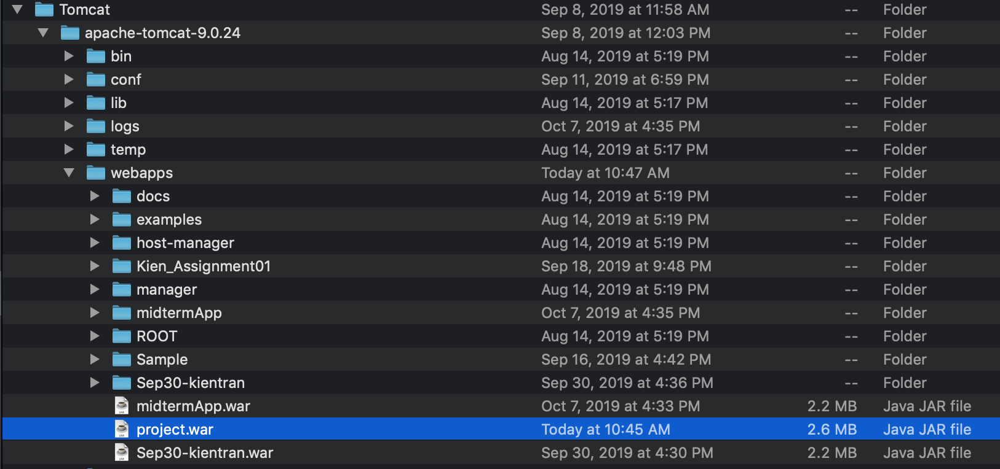 Tomcat Sep 8, 2019 at 11:58 AM -- Folder
apache-tomcat-9.0.24 Sep 8, 2019 at 12:03 PM -- Folder
bin Aug 14, 2019 at 5:19 PM -- Folder
conf Sep 11, 2019 at 6:59 PM -- Folder
lib Aug 14, 2019 at 5:17 PM -- Folder
logs Oct 7, 2019 at 4:35 PM -- Folder
temp Aug 14, 2019 at 5:17 PM -- Folder
webapps Today at 10:47 AM -- Folder
docs Aug 14, 2019 at 5:19 PM -- Folder
examples Aug 14, 2019 at 5:19 PM -- Folder
host-manager Aug 14, 2019 at 5:19 PM -- Folder
Kien_Assignment01 Sep 18, 2019 at 9:48 PM -- Folder
manager Aug 14, 2019 at 5:19 PM -- Folder
midtermApp Oct 7, 2019 at 4:35 PM -- Folder
ROOT Aug 14, 2019 at 5:19 PM -- Folder
Sample Sep 16, 2019 at 4:42 PM -- Folder
Sep30-kientran Sep 30, 2019 at 4:36 PM -- Folder
midtermApp.war Oct 7, 2019 at 4:33 PM 2.2 MB Java JAR file
project.war Today at 10:45 AM 2.6 MB Java JAR file
Sep30-kientran.war Sep 30, 2019 at 4:30 PM 2.2 MB Java JAR file